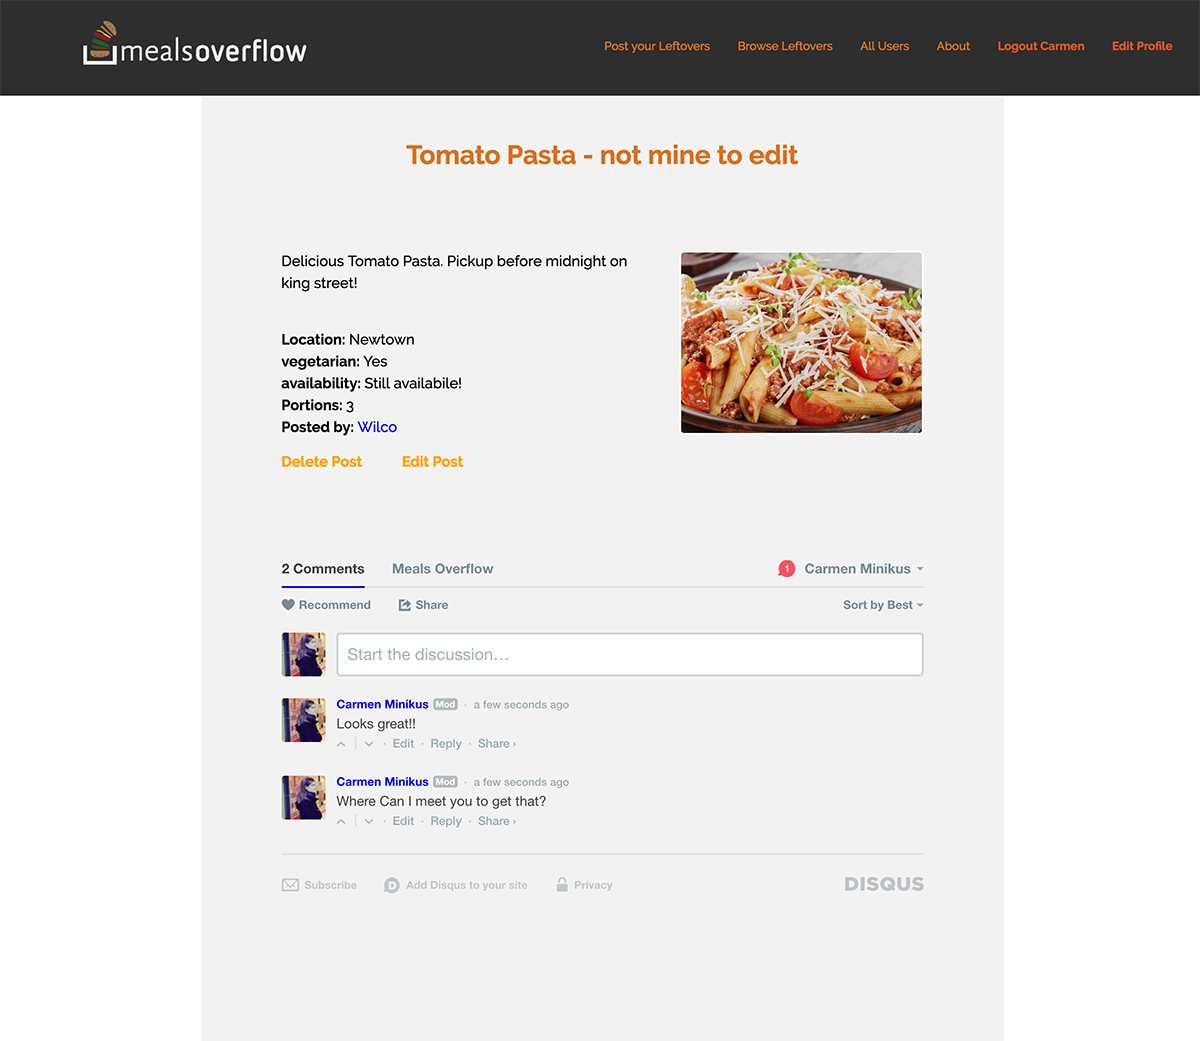 mealsoverflow
Post your Leftovers Browse Leftovers All Users About Logout Carmen Edit Profile
Tomato Pasta - not mine to edit
Delicious Tomato Pasta. Pickup before midnight on
king street!
Location: Newtown
vegetarian: Yes
availability: Still availabile!
Portions: 3
Posted by: Wilco
Delete Post Edit Post
2 Comments Meals Overflow 1 Carmen Minikus
Recommend Share Sort by Best
Start the discussion…
Carmen Minikus Mod · a few seconds ago
Looks great!!
· Edit · Reply · Share ›
Carmen Minikus Mod · a few seconds ago
Where Can I meet you to get that?
· Edit · Reply · Share ›
Subscribe D Add Disqus to your site Privacy DISQUS